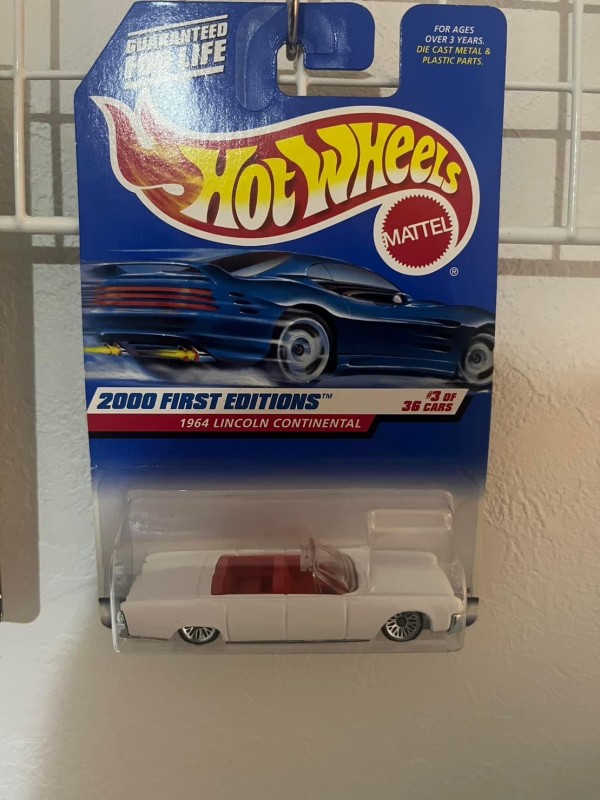 GUARANTEED
FOR LIFE
FOR AGES
OVER 3 YEARS.
DIE CAST METAL &
PLASTIC PARTS.
HOT WHEELS
MATTEL
®
2000 FIRST EDITIONS™
#3 OF
36 CARS
1964 LINCOLN CONTINENTAL